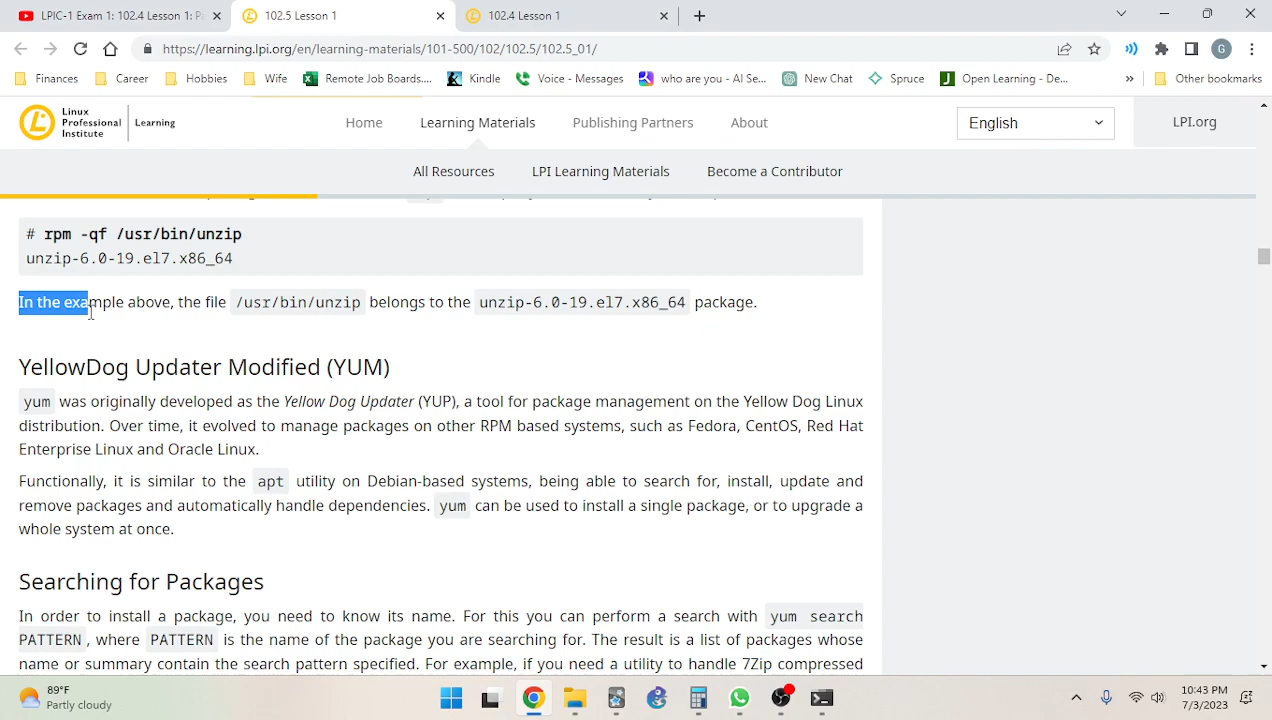 LPIC-1 Exam 1: 102.4 Lesson 1: Pa
102.5 Lesson 1
102.4 Lesson 1
https://learning.lpi.org/en/learning-materials/101-500/102/102.5/102.5_01/
G
Finances
Career
Hobbies
Wife
Remote Job Boards....
Kindle
Voice - Messages
who are you - AI Se...
New Chat
Spruce
Open Learning - De...
»
Other bookmarks
Linux
Professional
Institute
Learning
Home
Learning Materials
Publishing Partners
About
English
LPI.org
All Resources
LPI Learning Materials
Become a Contributor
# rpm -qf /usr/bin/unzip
unzip-6.0-19.el7.x86_64
In the example above, the file /usr/bin/unzip belongs to the unzip-6.0-19.el7.x86_64 package.
YellowDog Updater Modified (YUM)
yum was originally developed as the Yellow Dog Updater (YUP), a tool for package management on the Yellow Dog Linux
distribution. Over time, it evolved to manage packages on other RPM based systems, such as Fedora, CentOS, Red Hat
Enterprise Linux and Oracle Linux.
Functionally, it is similar to the apt utility on Debian-based systems, being able to search for, install, update and
remove packages and automatically handle dependencies. yum can be used to install a single package, or to upgrade a
whole system at once.
Searching for Packages
In order to install a package, you need to know its name. For this you can perform a search with yum search
PATTERN, where PATTERN is the name of the package you are searching for. The result is a list of packages whose
name or summary contain the search pattern specified. For example, if you need a utility to handle 7Zip compressed
89°F
Partly cloudy
10:43 PM
7/3/2023